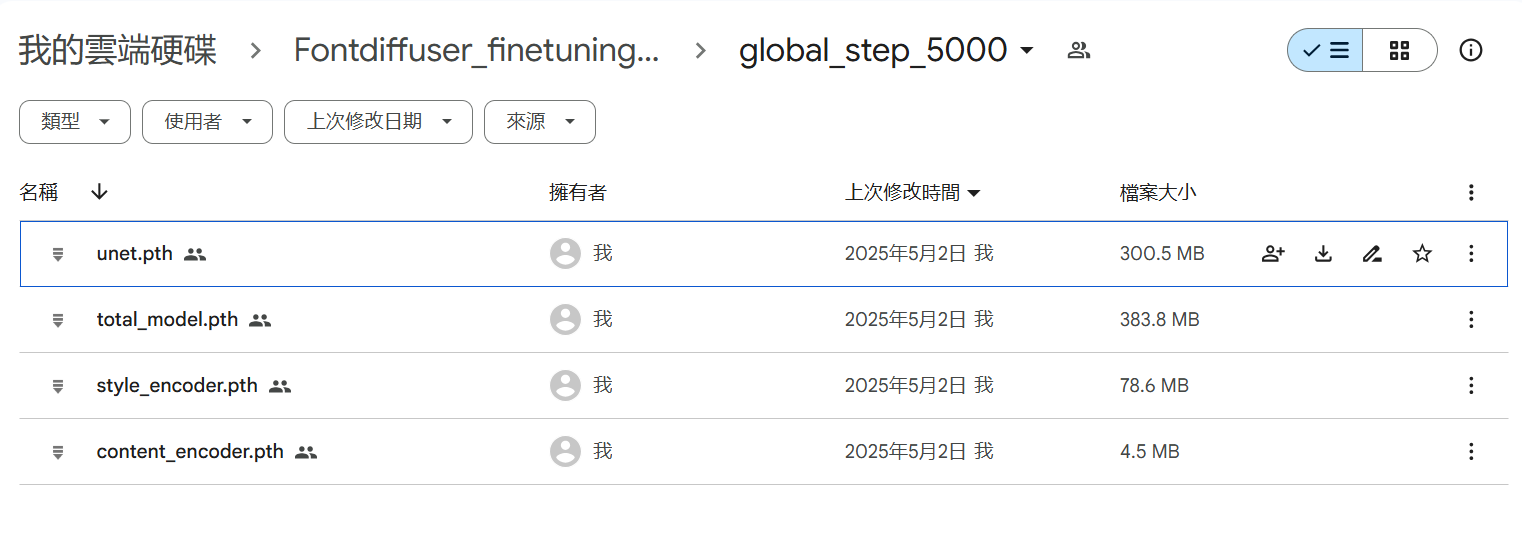 我的雲端硬碟 > Fontdiffuser_finetuning... > global_step_5000
類型 使用者 上次修改日期 來源
名稱 擁有者 上次修改時間 檔案大小
unet.pth 我 2025年5月2日 我 300.5 MB
total_model.pth 我 2025年5月2日 我 383.8 MB
style_encoder.pth 我 2025年5月2日 我 78.6 MB
content_encoder.pth 我 2025年5月2日 我 4.5 MB